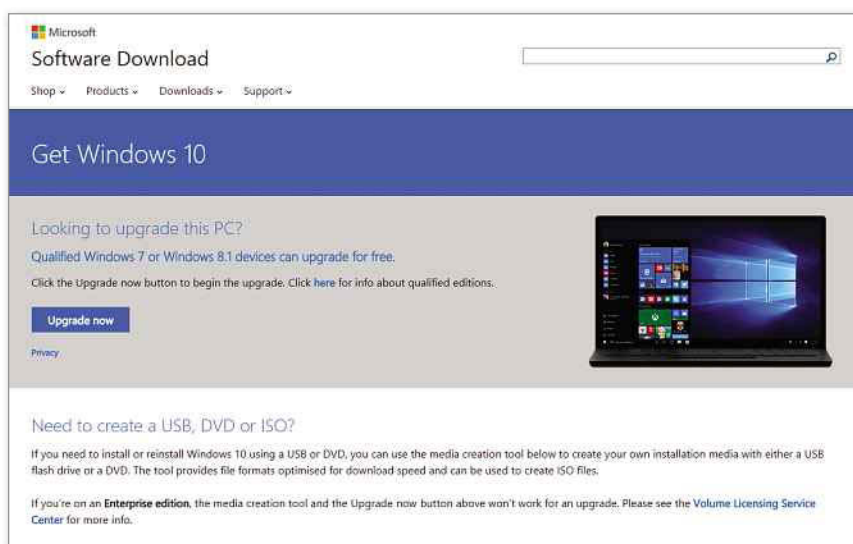 Microsoft
Software Download
Shop Products Downloads Support
Get Windows 10
Looking to upgrade this PC?
Qualified Windows 7 or Windows 8.1 devices can upgrade for free.
Click the Upgrade now button to begin the upgrade. Click here for info about qualified editions.
Upgrade now
Privacy
Need to create a USB, DVD or ISO?
If you need to install or reinstall Windows 10 using a USB or DVD, you can use the media creation tool below to create your own installation media with either a USB
flash drive or a DVD. The tool provides file formats optimised for download speed and can be used to create ISO files.
If you're on an Enterprise edition, the media creation tool and the Upgrade now button above won't work for an upgrade. Please see the Volume Licensing Service
Center for more info.